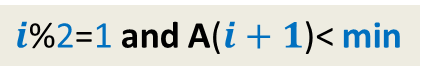 i%2=1 and A(i + 1)< min